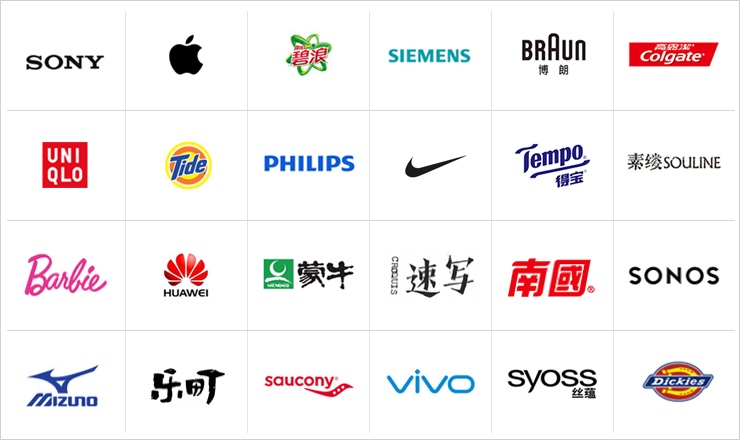 SONY
碧浪
SIEMENS
BRAUN
博朗
高露潔
Colgate®
UNI
QLO
Tide
PHILIPS
Tempo
得宝
素缕SOULINE
Barbie
HUAWEI
MENGNIU
蒙牛
CROQUIS
速写
南國®
SONOS
MIZUNO
乐町
saucony®
vivo
syoss
丝蕴
Dickies